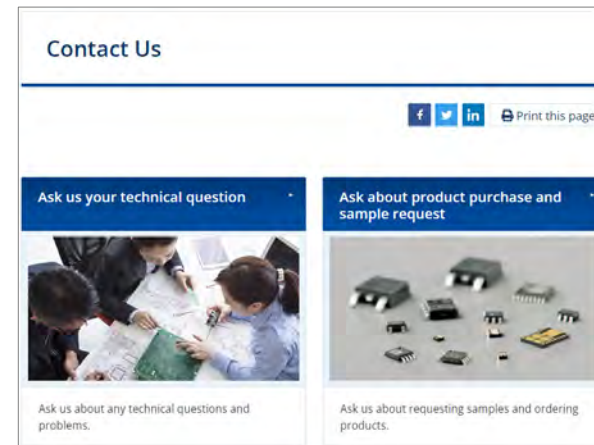 Contact Us
f in Print this page
Ask us your technical question
Ask about product purchase and
sample request
Ask us about any technical questions and
problems.
Ask us about requesting samples and ordering
products.